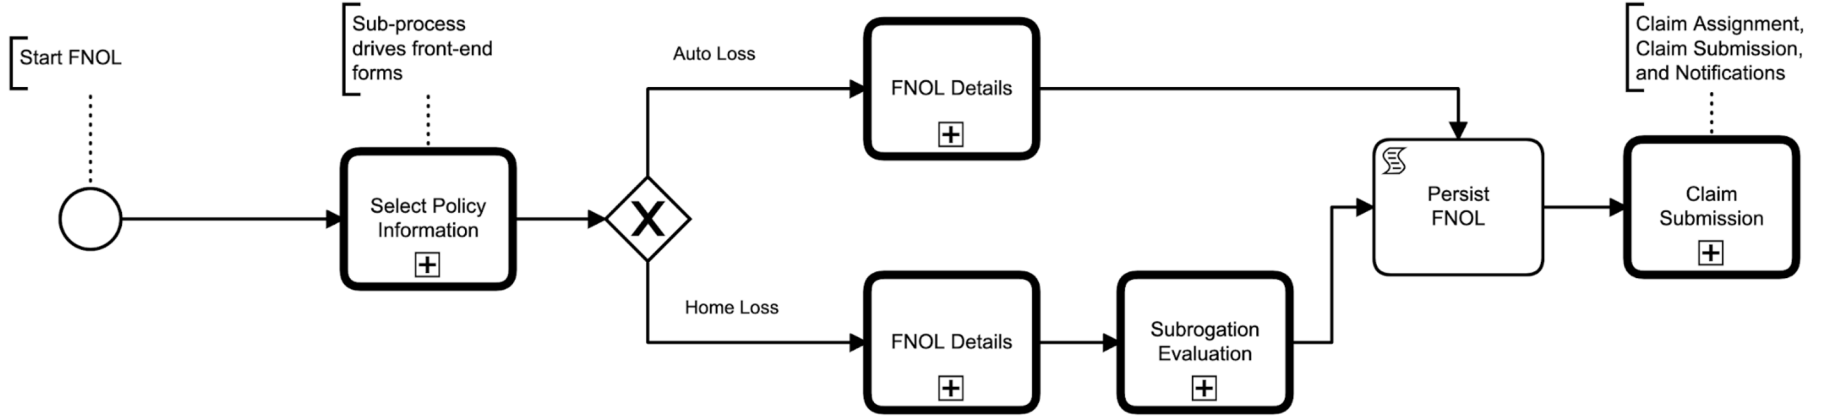 Start FNOL
Sub-process
drives front-end
forms
Select Policy
Information
X
Auto Loss
FNOL Details
Home Loss
FNOL Details
Subrogation
Evaluation
Persist
FNOL
Claim Assignment,
Claim Submission,
and Notifications
Claim
Submission